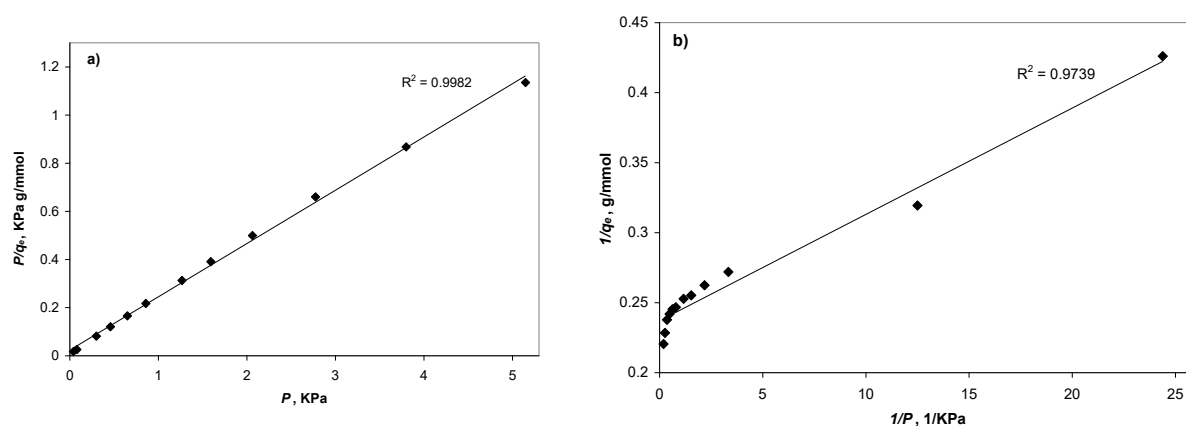 a)
R² = 0.9982
1.2
1
0.8
0.6
0.4
0.2
0
0 1 2 3 4 5
P/qₑ, KPa g/mmol
P, KPa
b)
R² = 0.9739
0.45
0.4
0.35
0.3
0.25
0.2
0 5 10 15 20 25
1/qₑ, g/mmol
1/P, 1/KPa